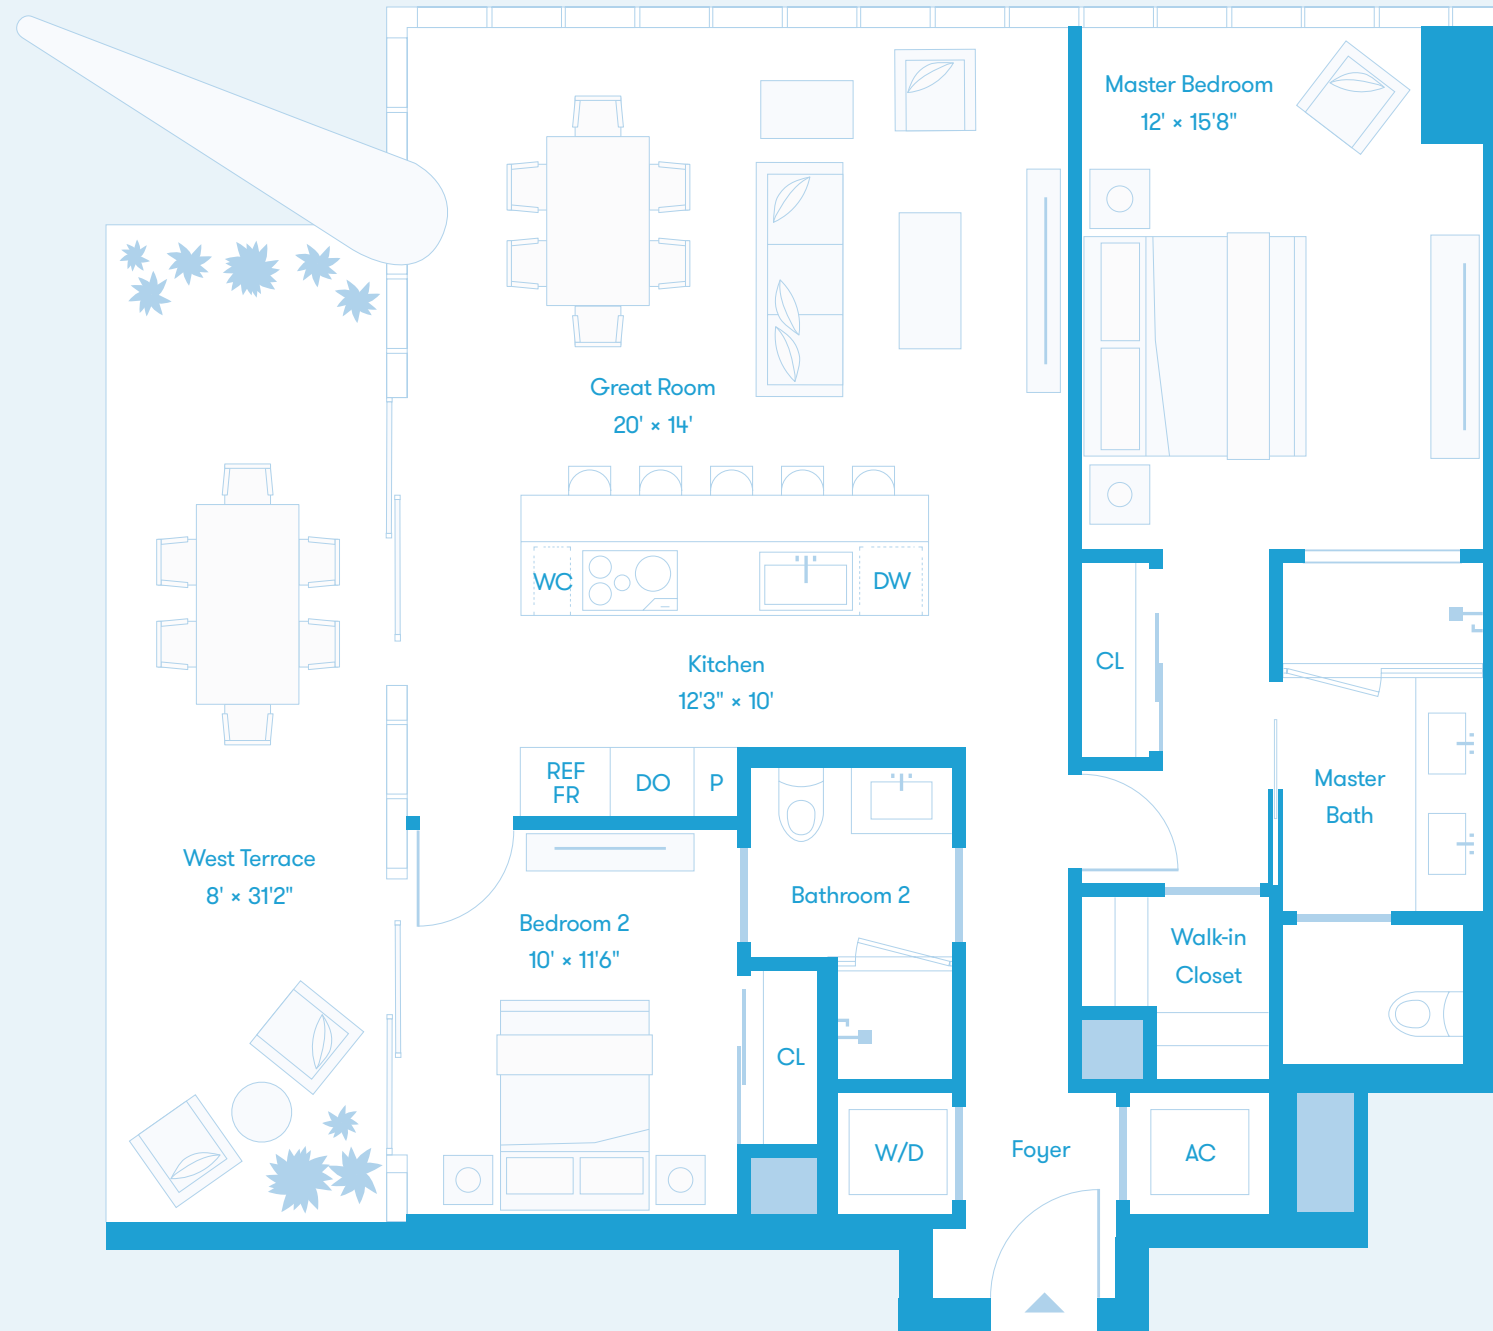 Master Bedroom
12' × 15'8"
Great Room
20' × 14'
WC
DW
Kitchen
12'3" × 10'
CL
Master
Bath
REF
FR
DO
P
West Terrace
8' × 31'2"
Bedroom 2
10' × 11'6"
Bathroom 2
Walk-in
Closet
CL
W/D
Foyer
AC